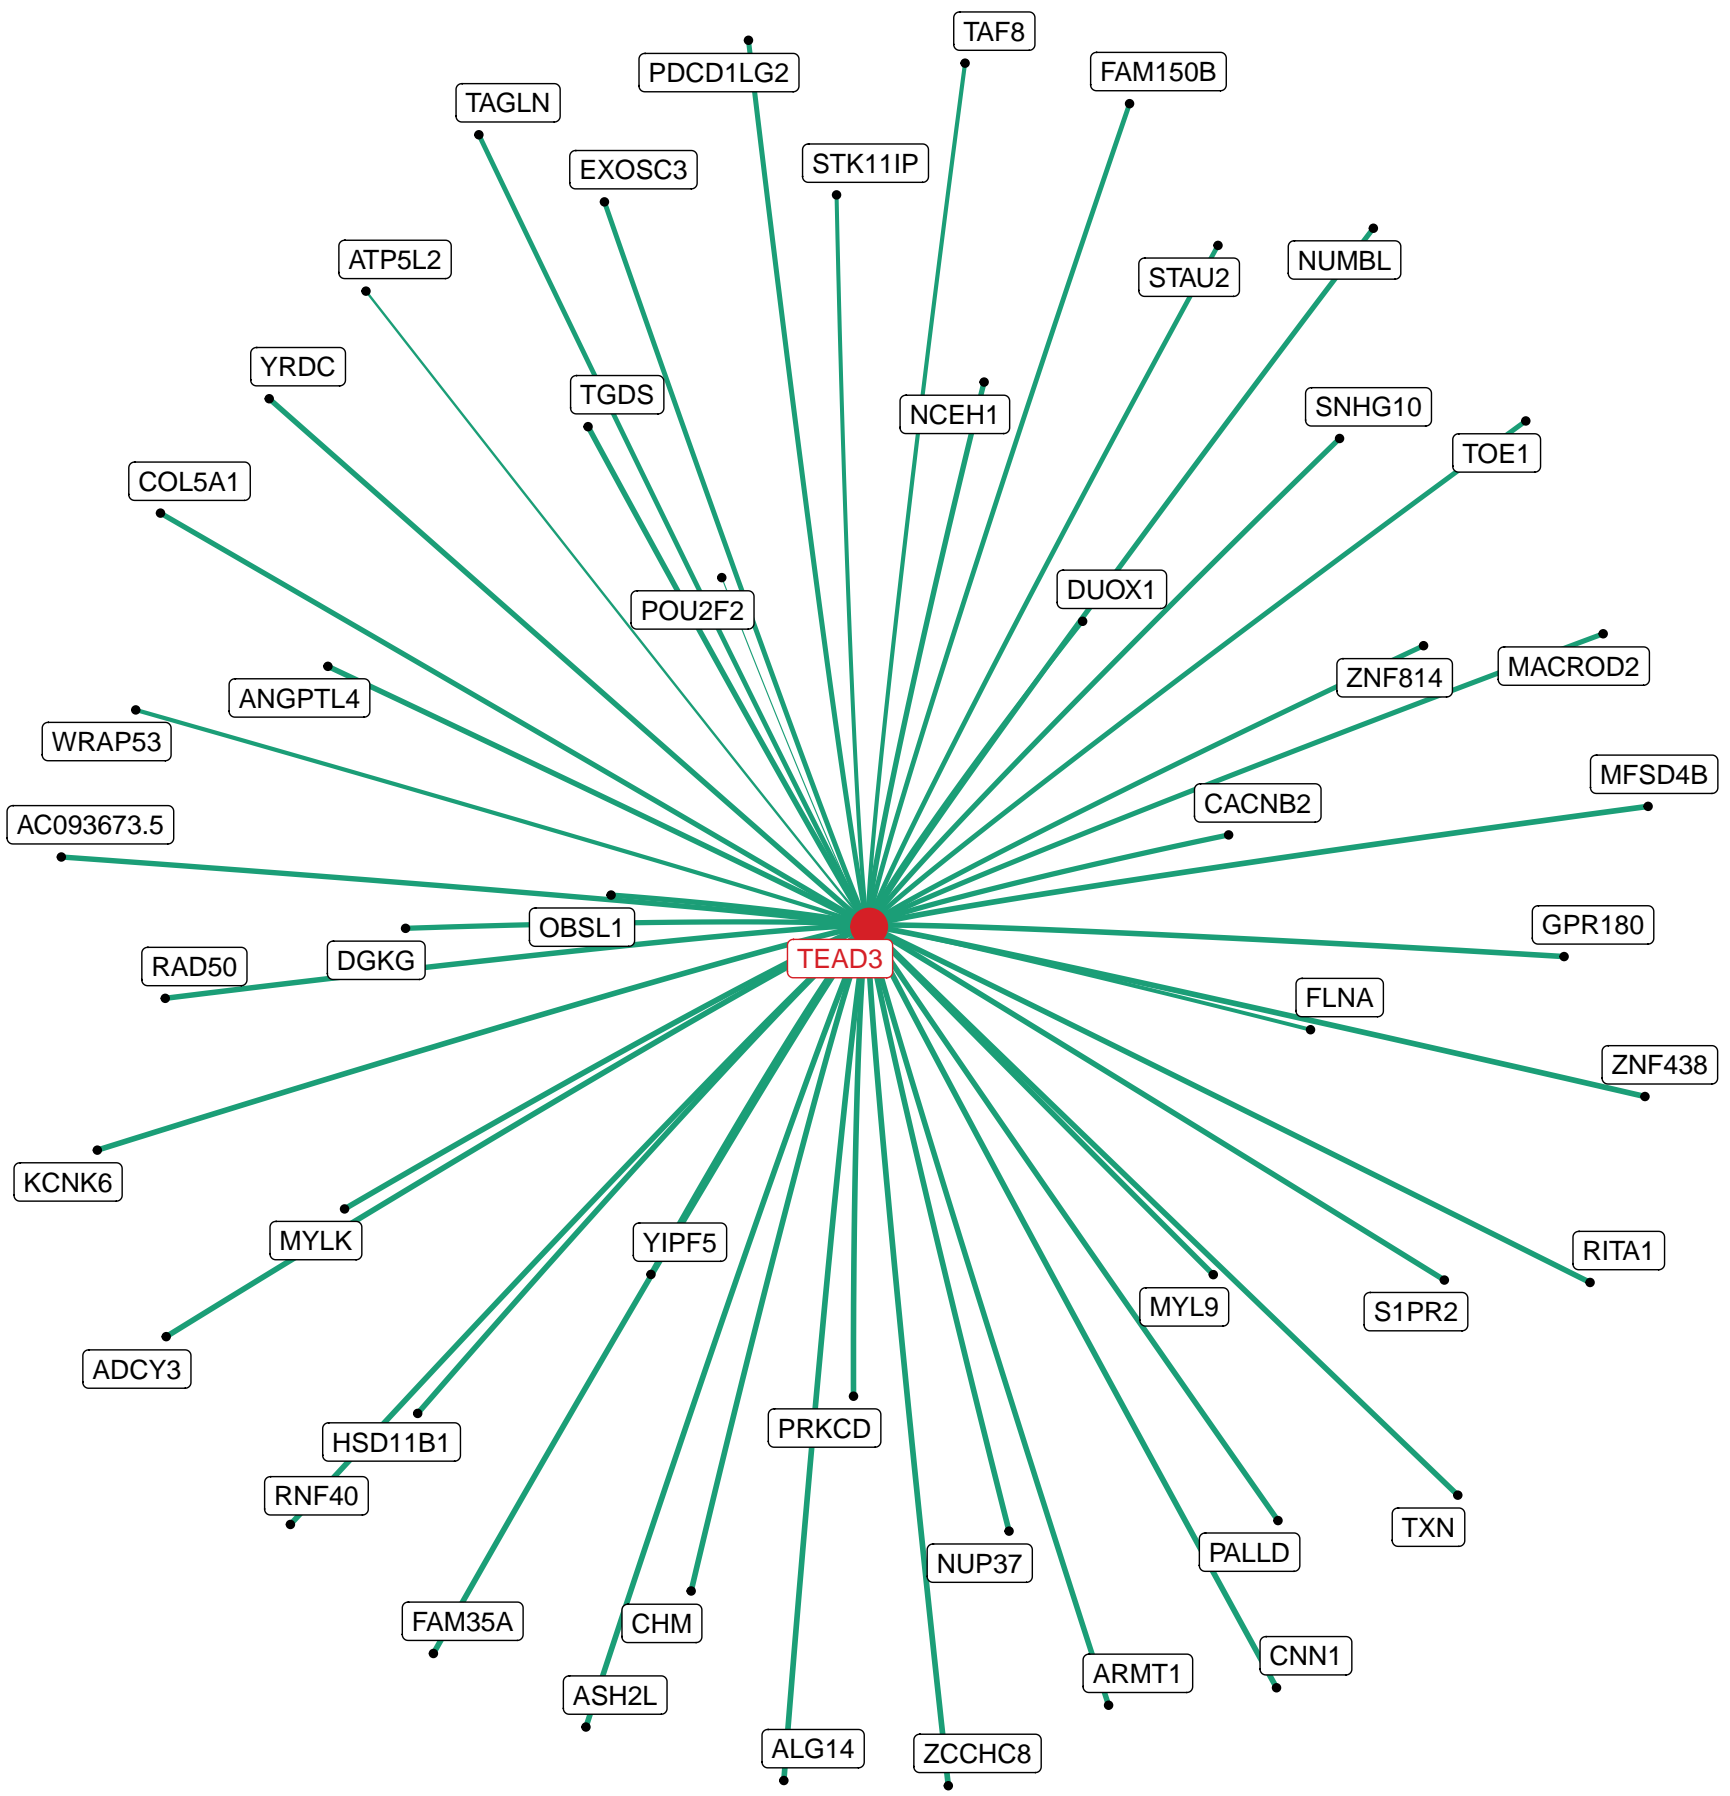 TAF8
PDCD1LG2
FAM150B
TAGLN
STK11IP
EXOSC3
ATP5L2
NUMBL
STAU2
YRDC
TGDS
SNHG10
NCEH1
TOE1
COL5A1
DUOX1
POU2F2
MACROD2
ZNF814
ANGPTL4
WRAP53
MFSD4B
CACNB2
AC093673.5
GPR180
OBSL1
TEAD3
DGKG
RAD50
FLNA
ZNF438
KCNK6
MYLK
YIPF5
RITA1
MYL9
S1PR2
ADCY3
PRKCD
HSD11B1
RNF40
TXN
PALLD
NUP37
FAM35A
CHM
CNN1
ARMT1
ASH2L
ALG14
ZCCHC8